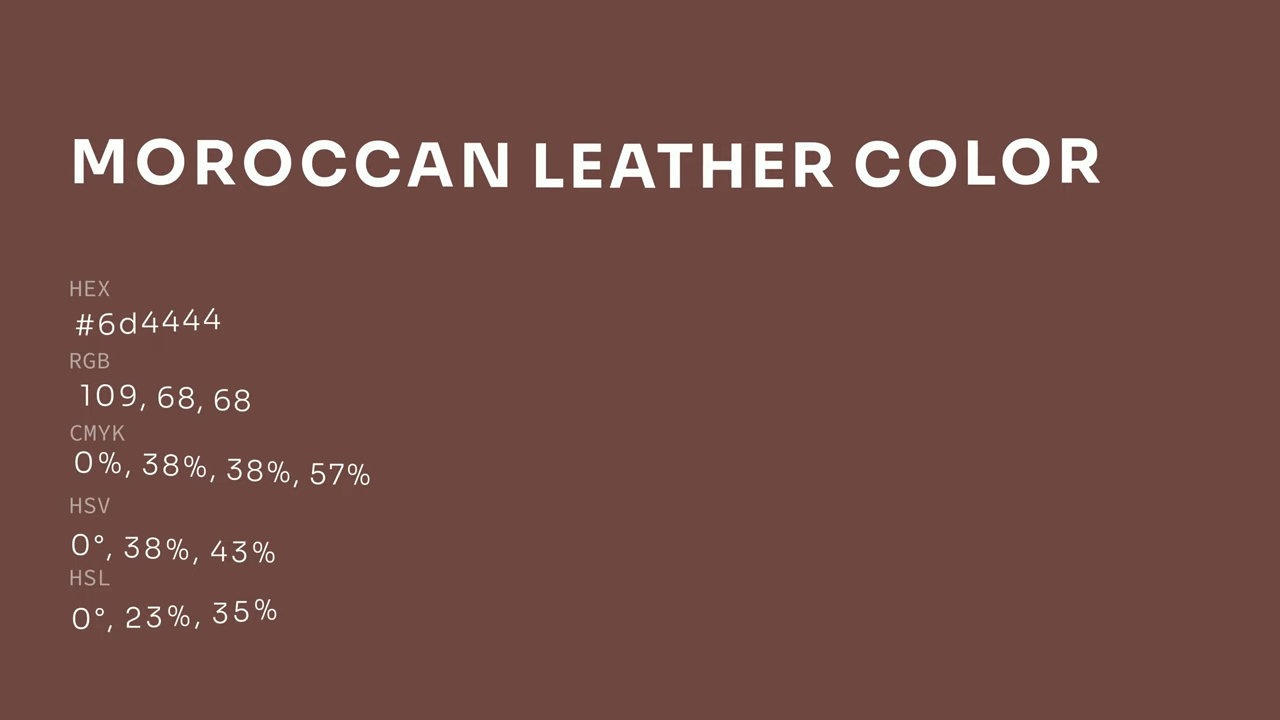 MOROCCAN LEATHER COLOR
HEX
#6d4444
RGB
109, 68, 68
CMYK
0%, 38%, 38%, 57%
HSV
0°, 38%, 43%
HSL
0°, 23%, 35%